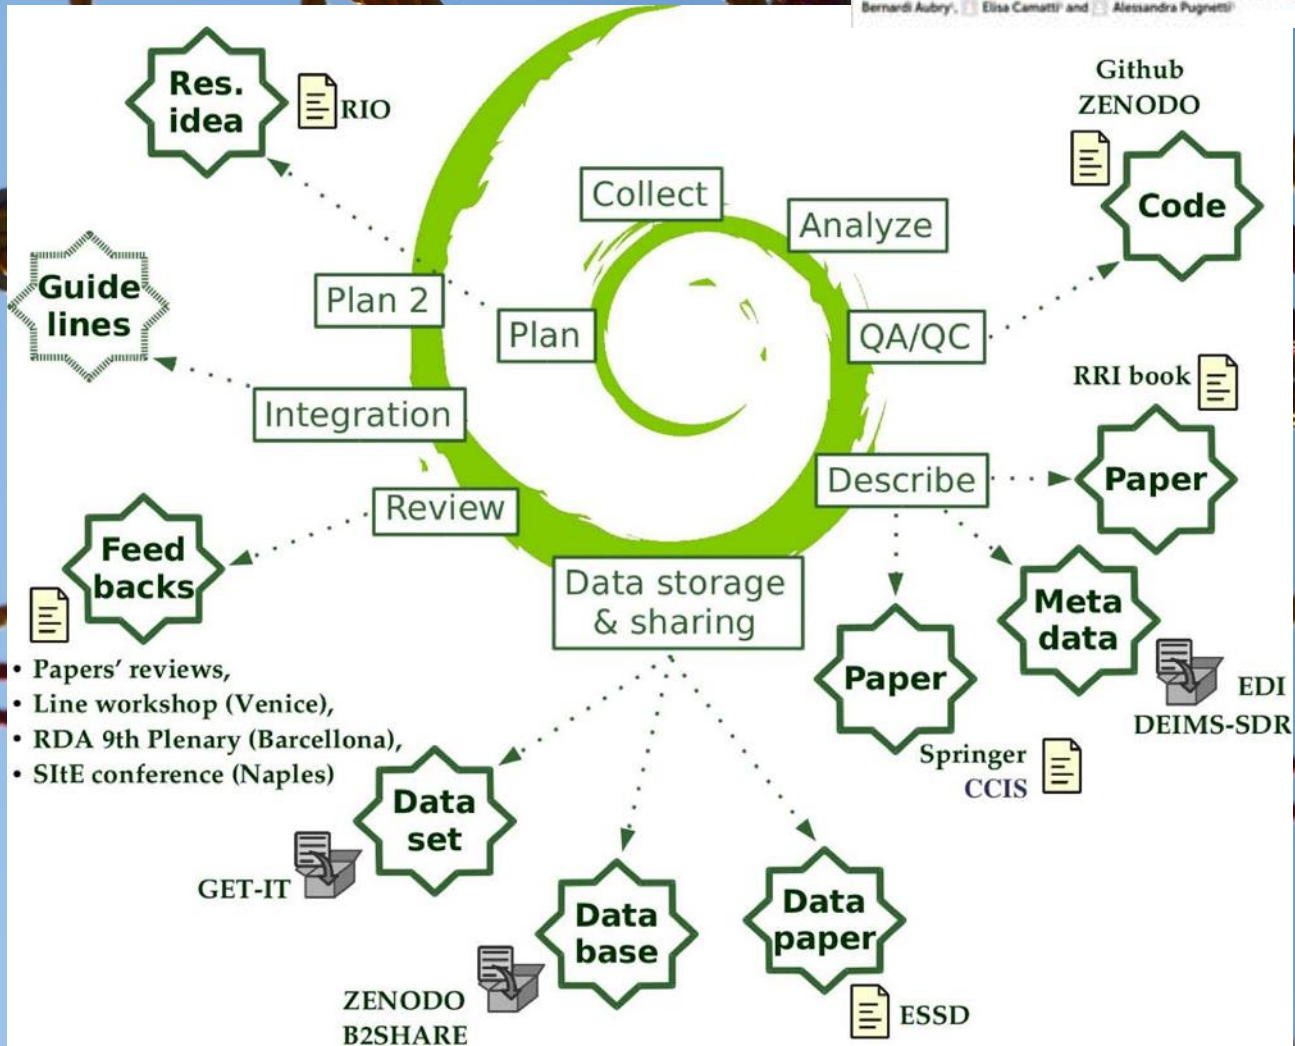 Bernardi Aubry, Elisa Camatti and Alessandra Pugnetti
Res.
idea
RIO
Github
ZENODO
Code
Collect
Analyze
Guide
lines
Plan 2
Plan
QA/QC
RRI book
Paper
Integration
Describe
Review
Feed
backs
Data storage
& sharing
Meta
data
Paper
EDI
DEIMS-SDR
• Papers’ reviews,
• Line workshop (Venice),
• RDA 9th Plenary (Barcellona),
• SItE conference (Naples)
Springer
CCIS
Data
set
GET-IT
Data
base
Data
paper
ZENODO
B2SHARE
ESSD